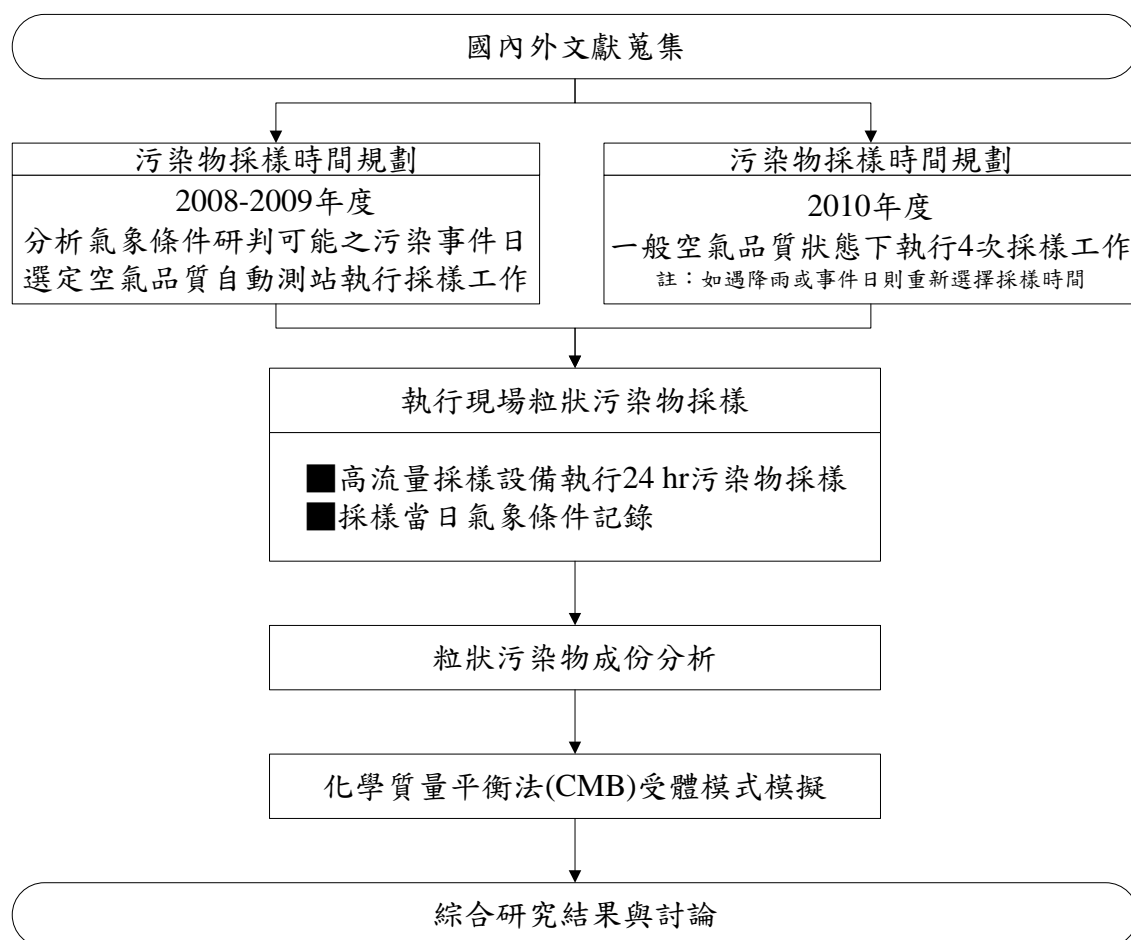 國內外文獻蒐集
污染物採樣時間規劃
2008-2009年度
分析氣象條件研判可能之污染事件日
選定空氣品質自動測站執行採樣工作
污染物採樣時間規劃
2010年度
一般空氣品質狀態下執行4次採樣工作
註：如遇降雨或事件日則重新選擇採樣時間
執行現場粒狀污染物採樣
■高流量採樣設備執行24 hr污染物採樣
■採樣當日氣象條件記錄
粒狀污染物成份分析
化學質量平衡法(CMB)受體模式模擬
綜合研究結果與討論